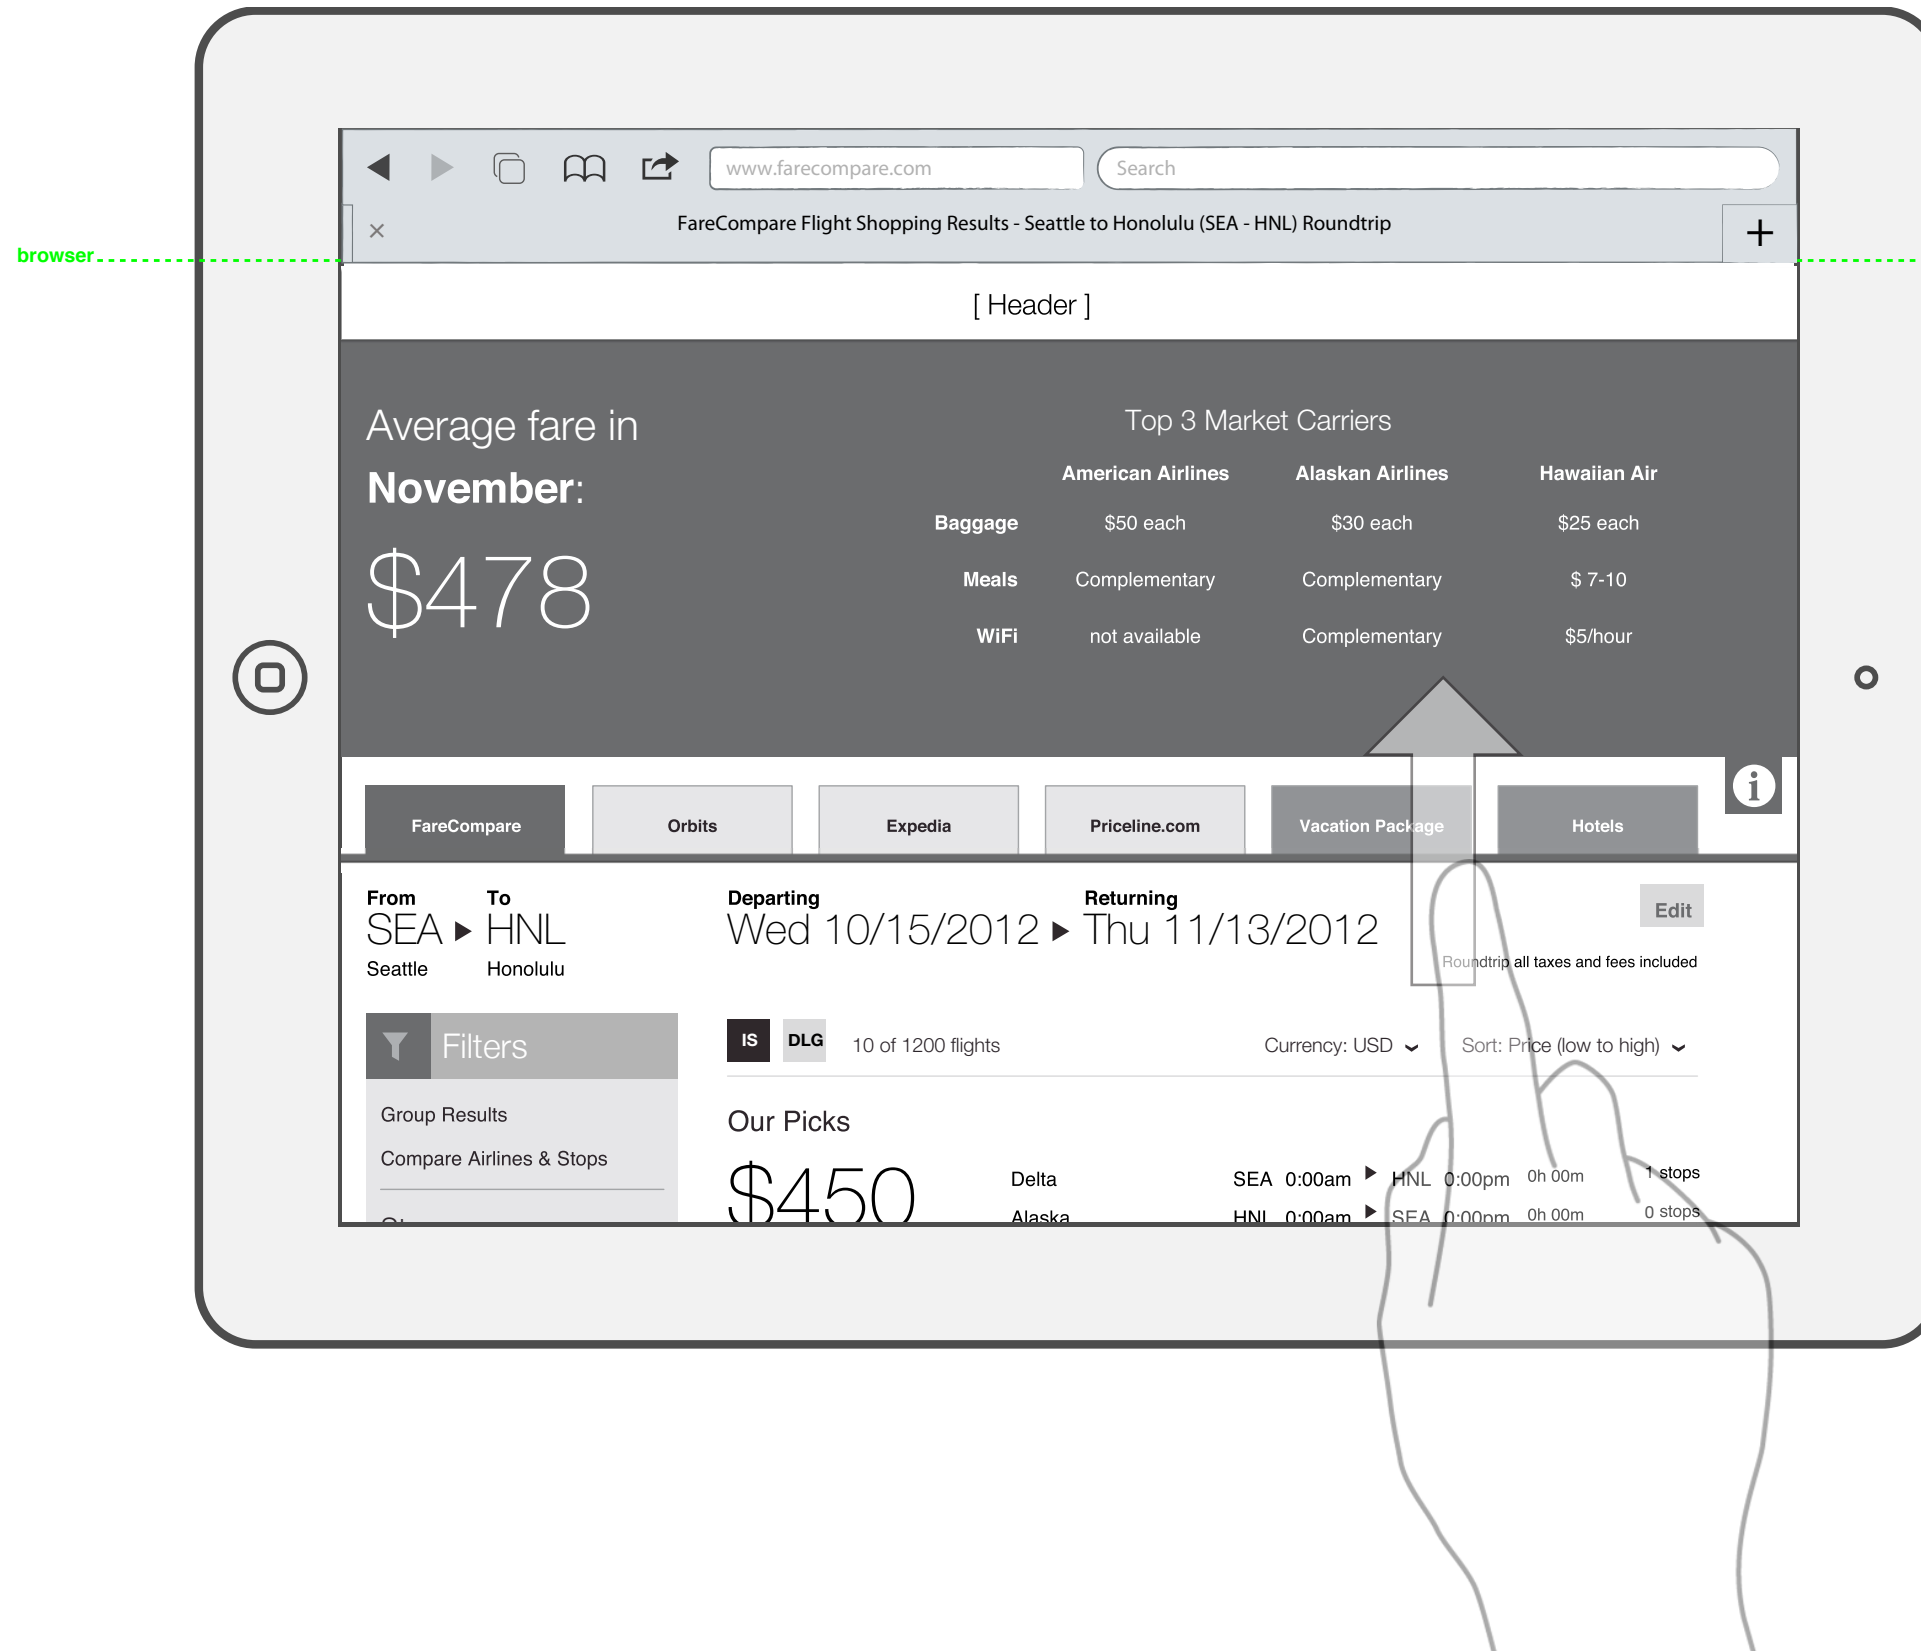 www.farecompare.com
Search
FareCompare Flight Shopping Results - Seattle to Honolulu (SEA - HNL) Roundtrip
browser
[ Header ]
Average fare in
November:
$478
Top 3 Market Carriers
American Airlines Alaskan Airlines Hawaiian Air
Baggage $50 each $30 each $25 each
Meals Complementary Complementary $ 7-10
WiFi not available Complementary $5/hour
i
FareCompare Orbits Expedia Priceline.com Vacation Package Hotels
From To Departing Returning
SEA HNL Wed 10/15/2012 Thu 11/13/2012
Edit
Seattle Honolulu
Roundtrip all taxes and fees included
Filters
IS DLG 10 of 1200 flights Currency: USD Sort: Price (low to high)
Group Results
Compare Airlines & Stops
Our Picks
$450
Delta SEA 0:00am HNL 0:00pm 0h 00m 1 stops
Alaska HNL 0:00am SEA 0:00pm 0h 00m 0 stops